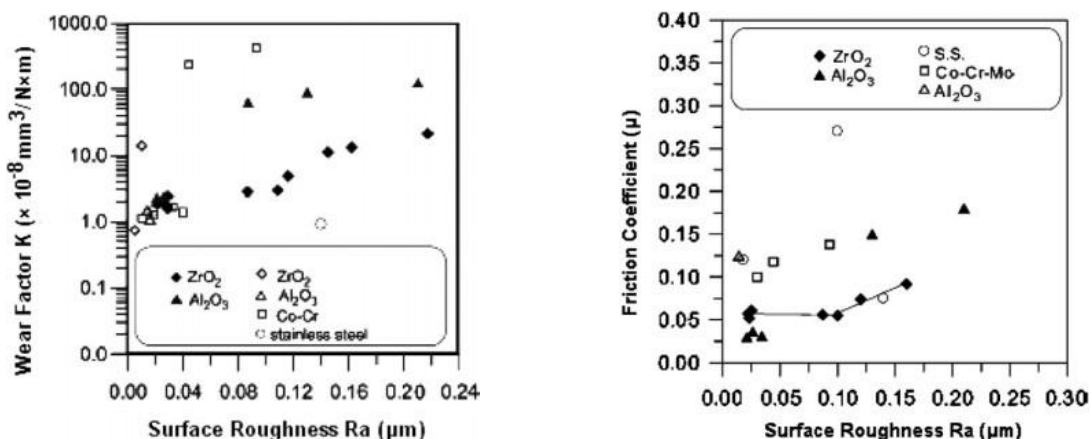 Wear Factor K (× 10⁻⁸ mm³/N×m)
1000.0
100.0
10.0
1.0
0.1
0.0
ZrO₂
Al₂O₃
ZrO₂
Al₂O₃
Co-Cr
stainless steel
0.00 0.04 0.08 0.12 0.16 0.20 0.24
Surface Roughness Ra (μm)
Friction Coefficient (μ)
0.40
0.35
0.30
0.25
0.20
0.15
0.10
0.05
0.00
ZrO₂
Al₂O₃
S.S.
Co-Cr-Mo
Al₂O₃
0.00 0.05 0.10 0.15 0.20 0.25 0.30
Surface Roughness Ra (μm)